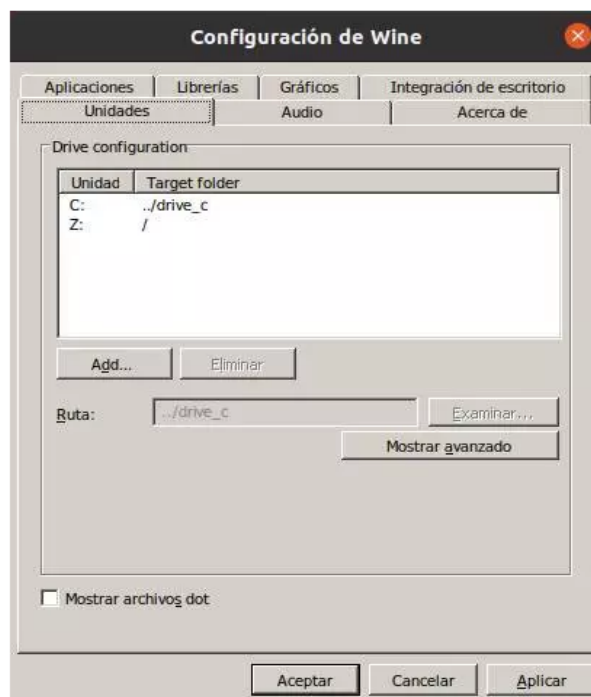 Configuración de Wine
Aplicaciones Librerías Gráficos Integración de escritorio
Unidades Audio Acerca de
Drive configuration
Unidad Target folder
C: ../drive_c
Z: /
Add... Eliminar
Ruta: ../drive_c Examinar...
Mostrar avanzado
Mostrar archivos dot
Aceptar Cancelar Aplicar